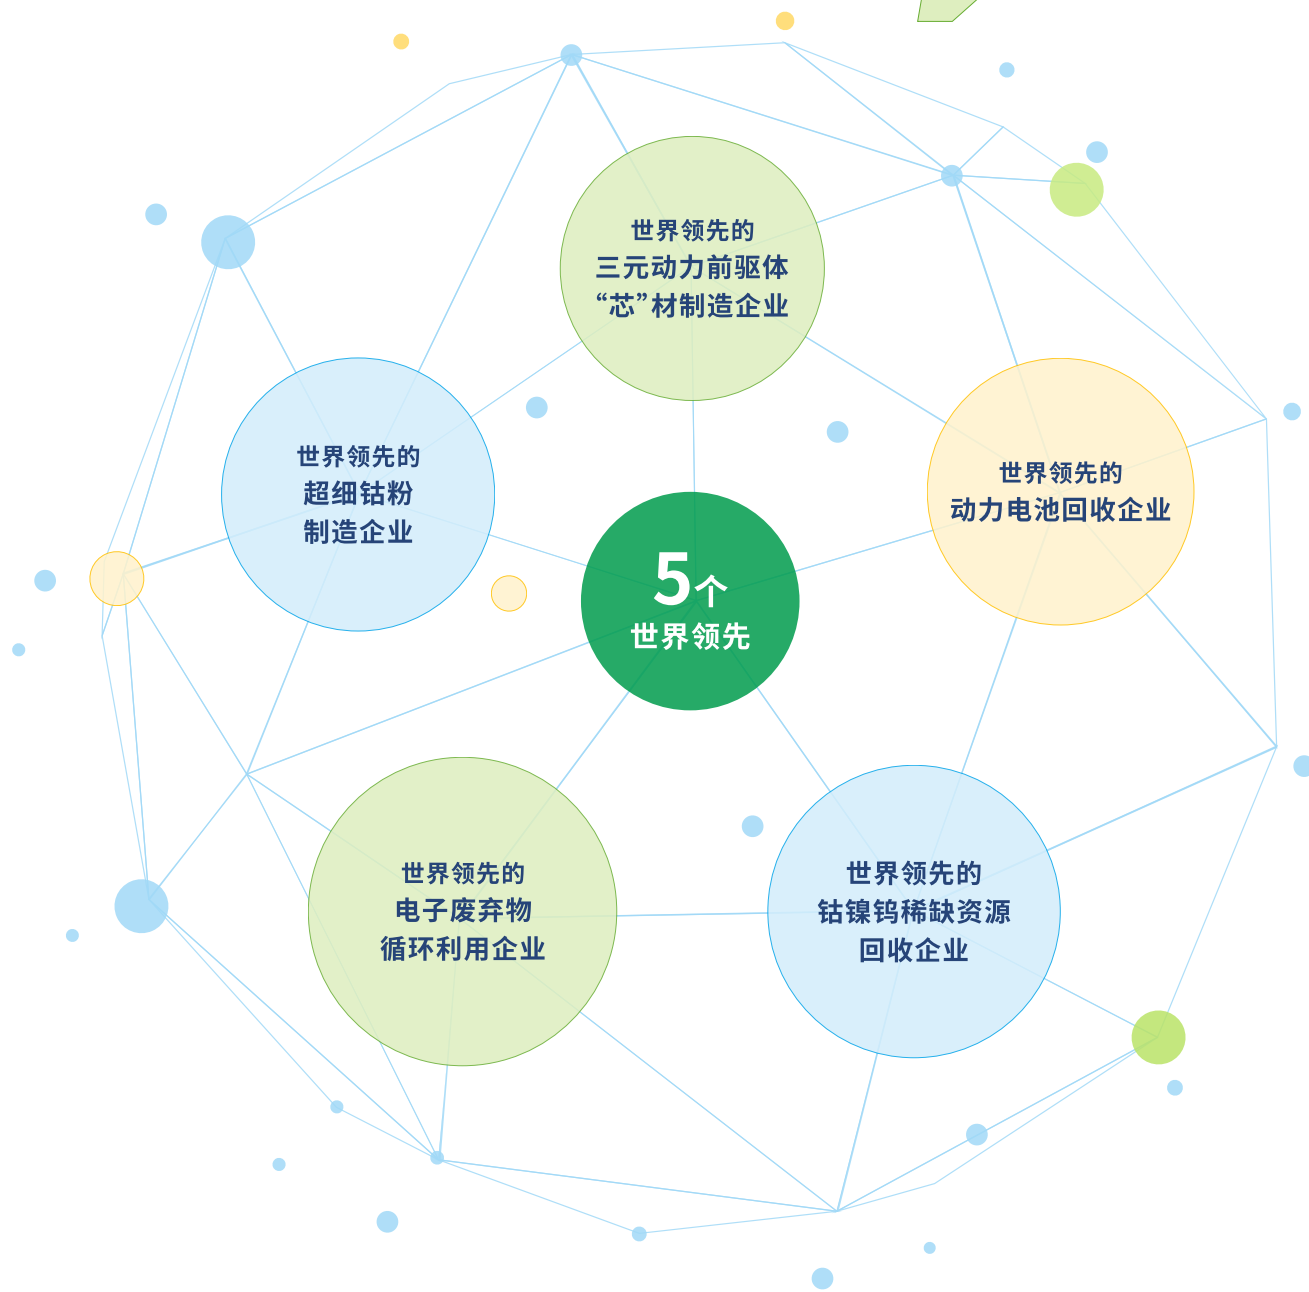 世界领先的
三元动力前驱体
“芯”材制造企业
世界领先的
超细钴粉
制造企业
世界领先的
动力电池回收企业
5个
世界领先
世界领先的
电子废弃物
循环利用企业
世界领先的
钴镍钨稀缺资源
回收企业